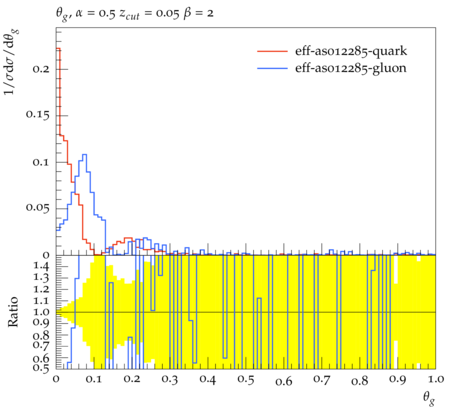 θg, α = 0.5 zcut = 0.05 β = 2
1/σdσ/dθg
eff-as012285-quark
eff-as012285-gluon
0.2
0.15
0.1
0.05
0
Ratio
1.4
1.3
1.2
1.1
1.0
0.9
0.8
0.7
0.6
0.5
0 0.1 0.2 0.3 0.4 0.5 0.6 0.7 0.8 0.9 1.0
θg